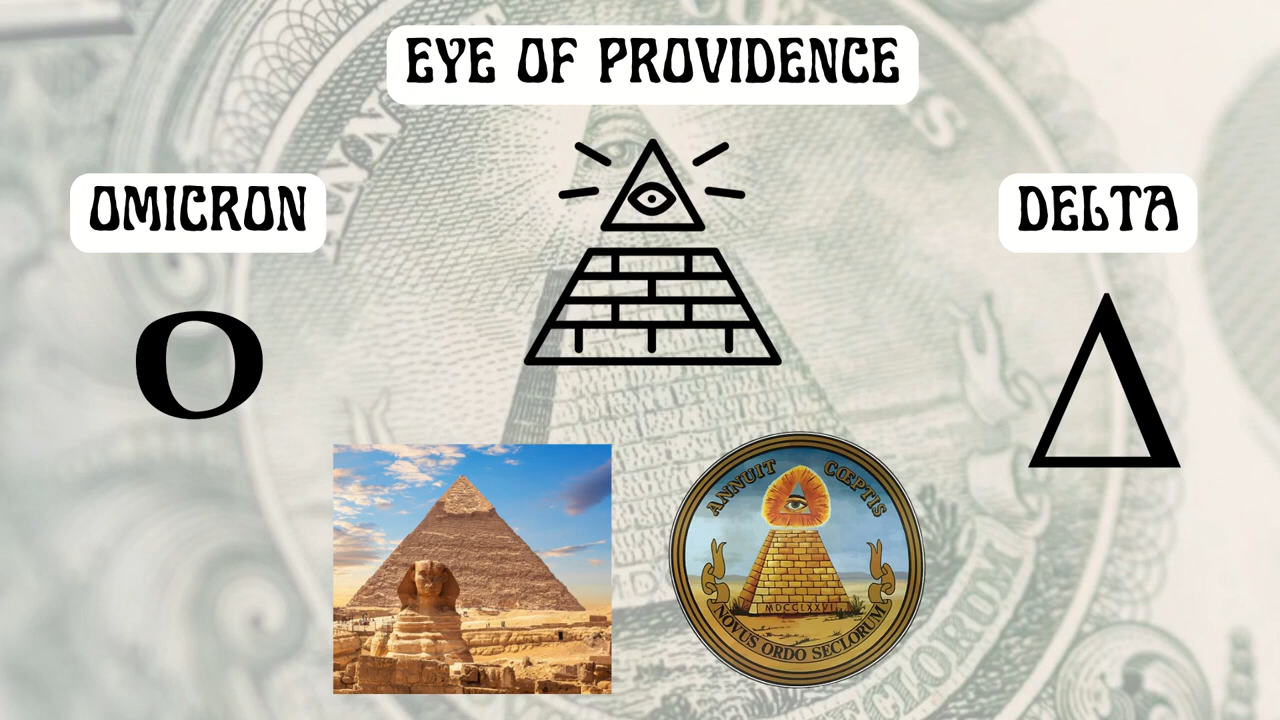 EYE OF PROVIDENCE
OMICRON
DELTA
Ο
Δ
ANNUIT CŒPTIS
MDCCLXXVI
NOVUS ORDO SECLORUM